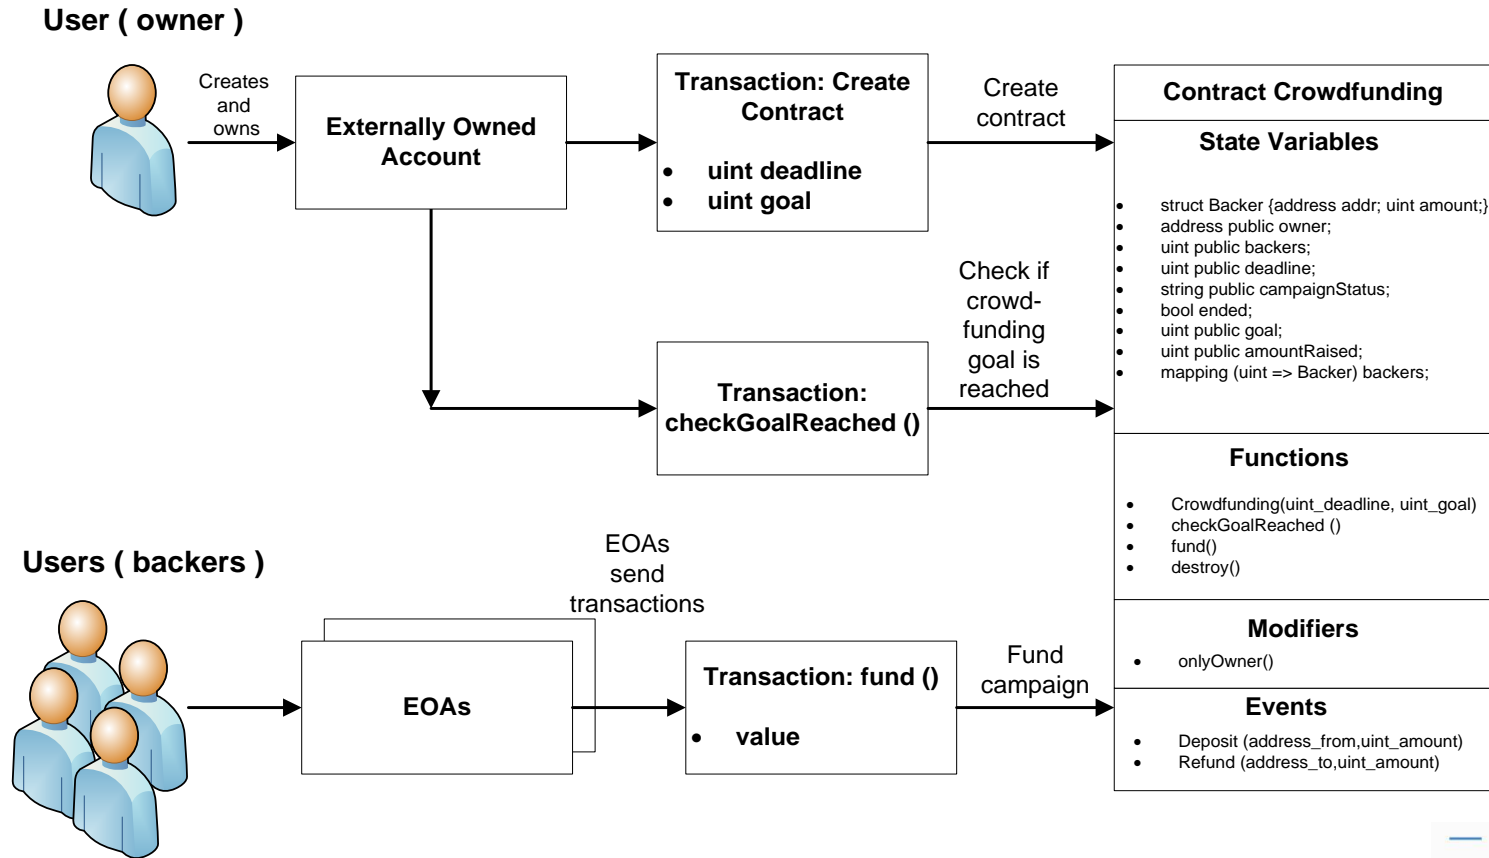 User ( owner )
Creates
and
owns
Externally Owned
Account
Transaction: Create
Contract
• uint deadline
• uint goal
Create
contract
Check if
crowd-
funding
goal is
reached
Transaction:
checkGoalReached ()
Users ( backers )
EOAs
send
transactions
EOAs
Transaction: fund ()
• value
Fund
campaign
Contract Crowdfunding
State Variables
• struct Backer {address addr; uint amount;}
• address public owner;
• uint public backers;
• uint public deadline;
• string public campaignStatus;
• bool ended;
• uint public goal;
• uint public amountRaised;
• mapping (uint => Backer) backers;
Functions
• Crowdfunding(uint_deadline, uint_goal)
• checkGoalReached ()
• fund()
• destroy()
Modifiers
• onlyOwner()
Events
• Deposit (address_from,uint_amount)
• Refund (address_to,uint_amount)